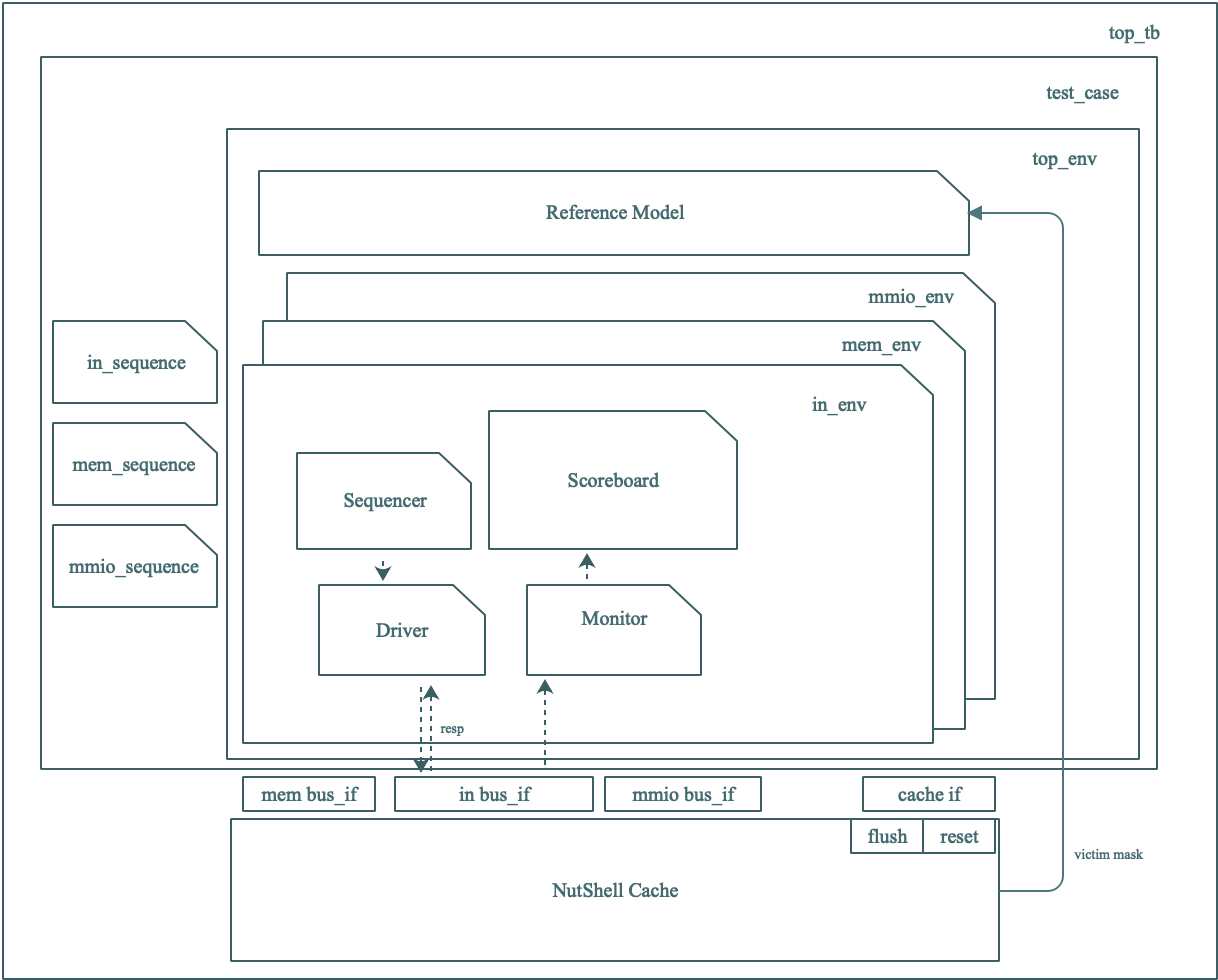 top_tb
test_case
top_env
Reference Model
mmio_env
mem_env
in_env
in_sequence
mem_sequence
mmio_sequence
Scoreboard
Sequencer
Monitor
Driver
resp
mem bus_if
in bus_if
mmio bus_if
cache if
flush
reset
victim mask
NutShell Cache